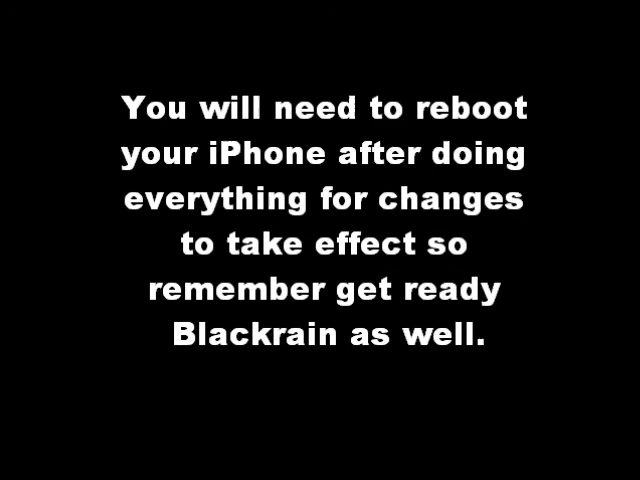 You will need to reboot
your iPhone after doing
everything for changes
to take effect so
remember get ready
Blackrain as well.